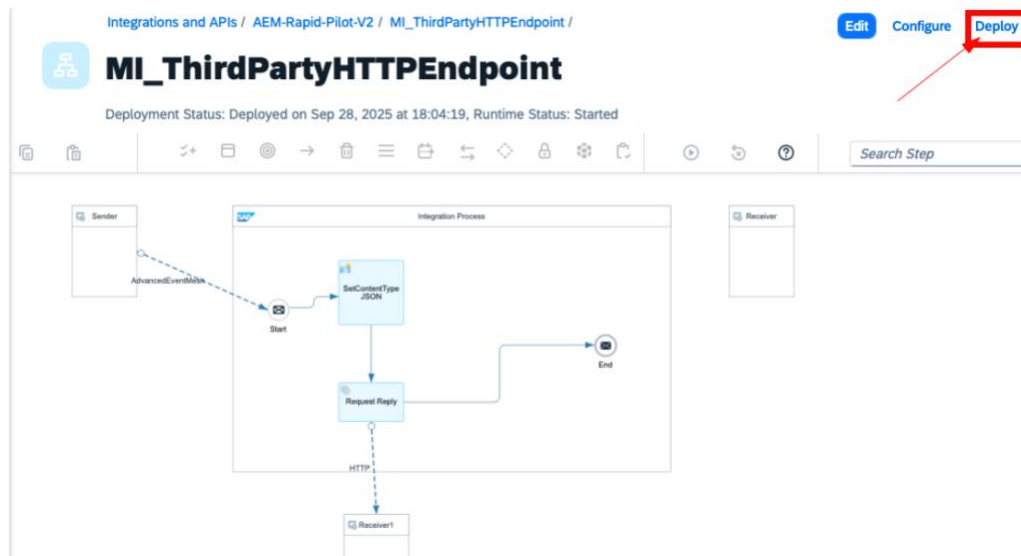 Integrations and APIs / AEM-Rapid-Pilot-V2 / MI_ThirdPartyHTTPEndpoint /
Edit Configure Deploy
MI_ThirdPartyHTTPEndpoint
Deployment Status: Deployed on Sep 28, 2025 at 18:04:19, Runtime Status: Started
Search Step
Sender
SAP
Integration Process
Receiver
AdvancedEventMesh
SetContentType
JSON
Start
End
Request Reply
HTTP
Receiver1